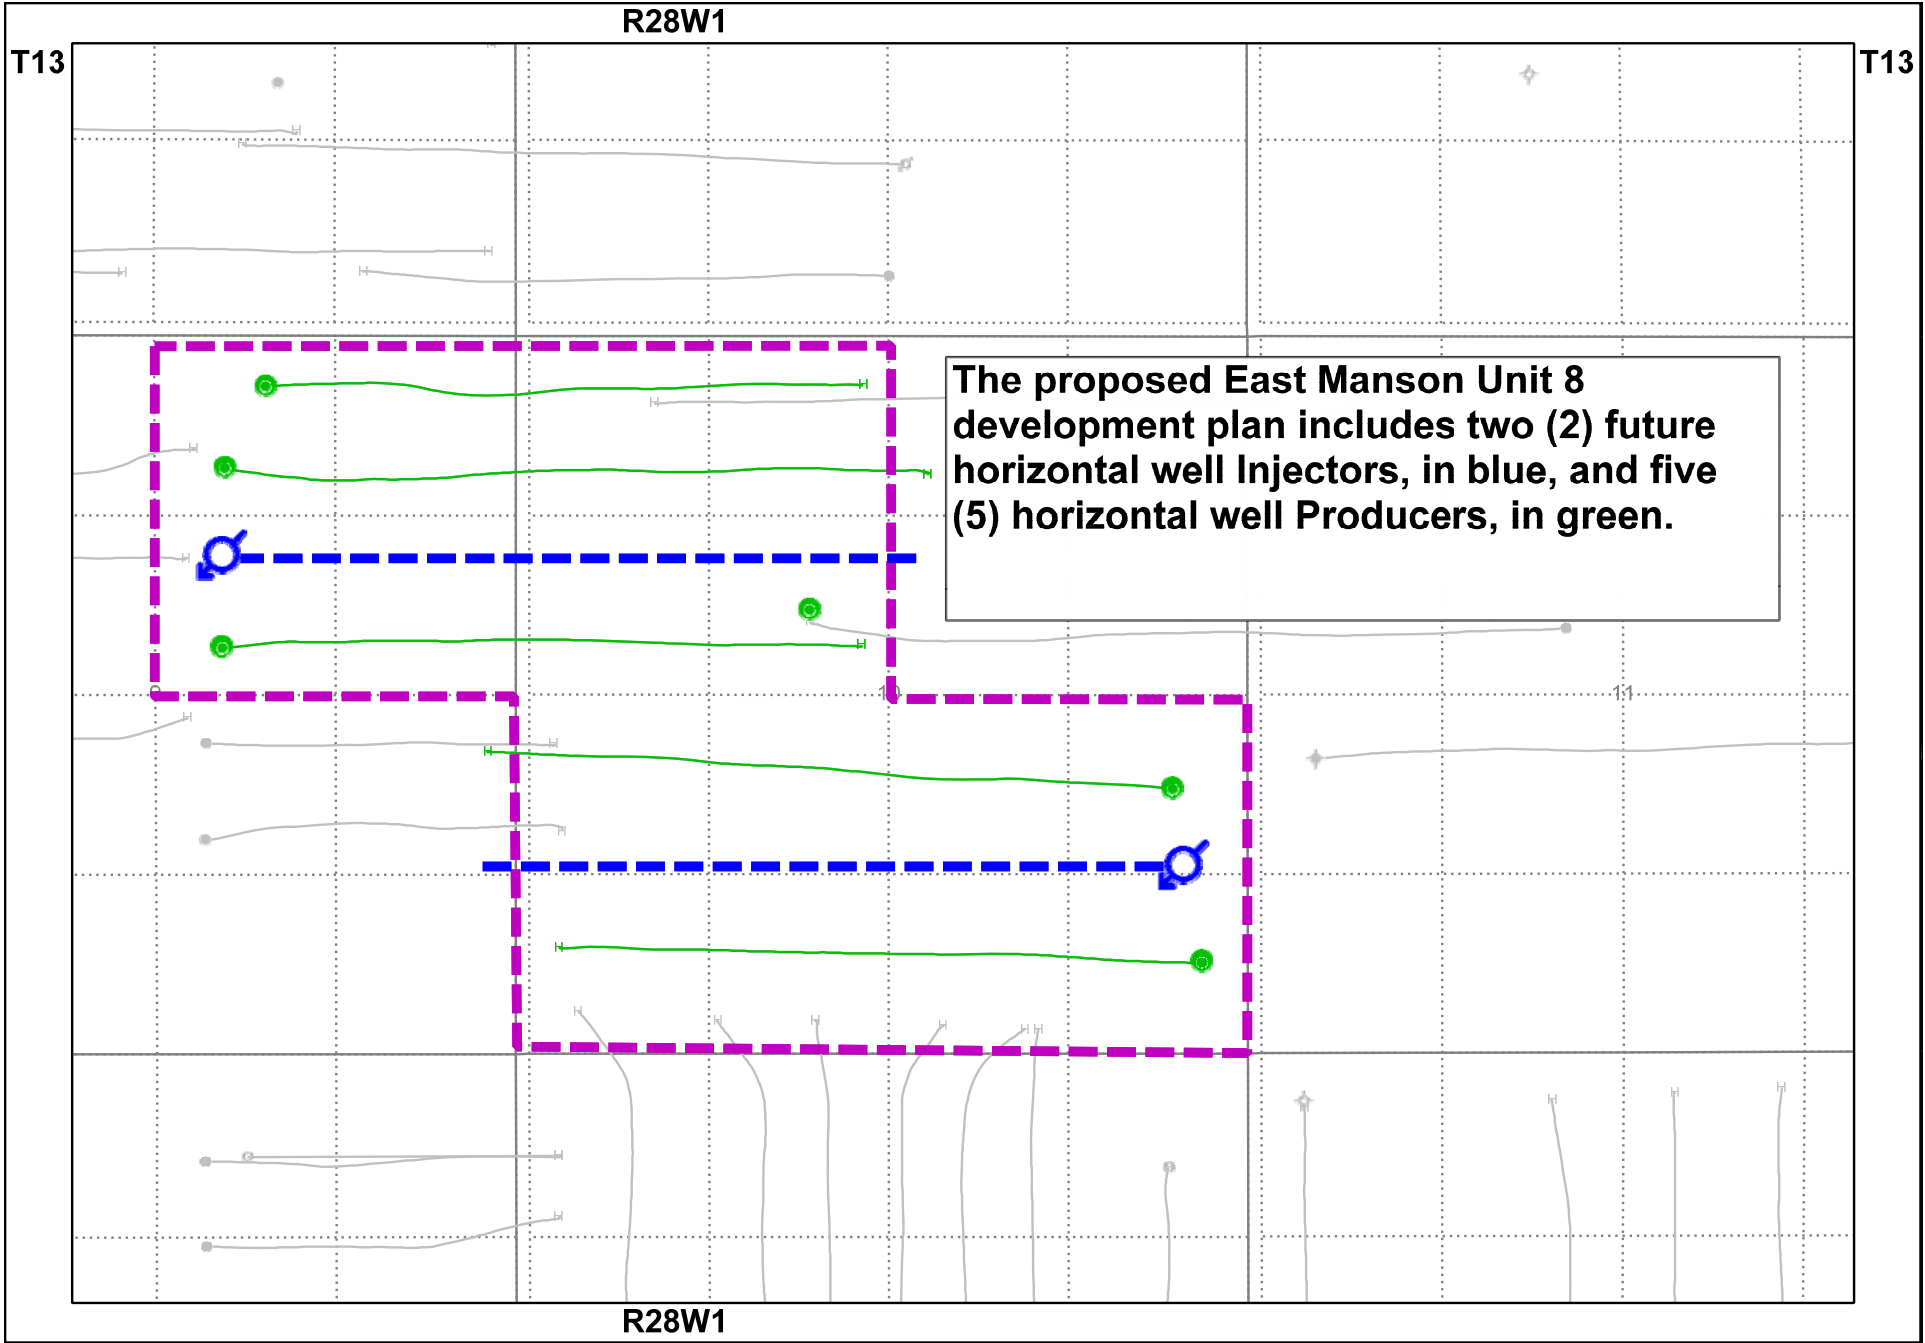 R28W1
T13 T13
The proposed East Manson Unit 8
development plan includes two (2) future
horizontal well Injectors, in blue, and five
(5) horizontal well Producers, in green.
9 10 11
R28W1